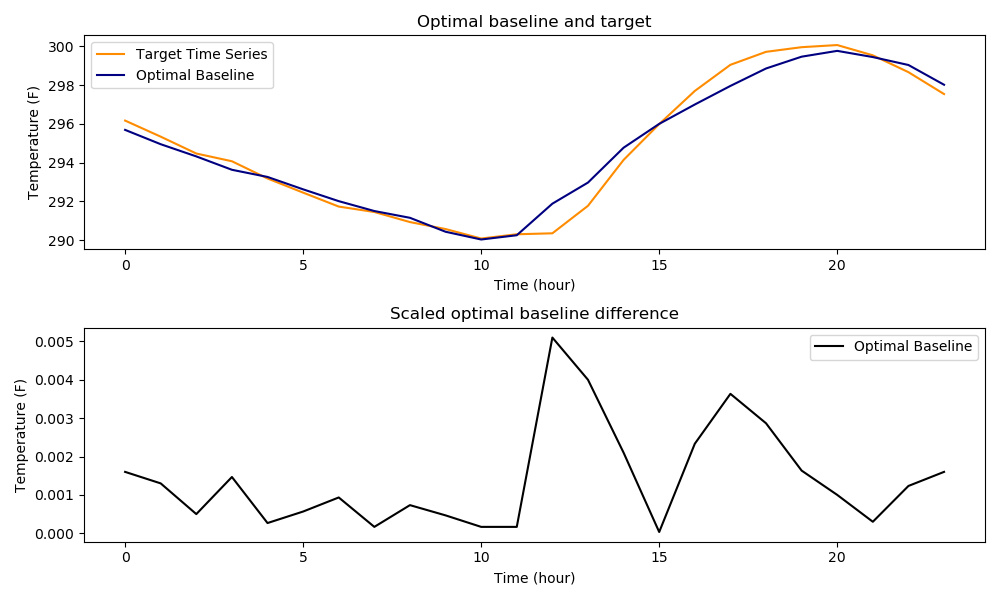 Optimal baseline and target
Temperature (F)
300
298
296
294
292
290
Target Time Series
Optimal Baseline
0 5 10 15 20
Time (hour)
Scaled optimal baseline difference
Temperature (F)
0.005
0.004
0.003
0.002
0.001
0.000
Optimal Baseline
0 5 10 15 20
Time (hour)